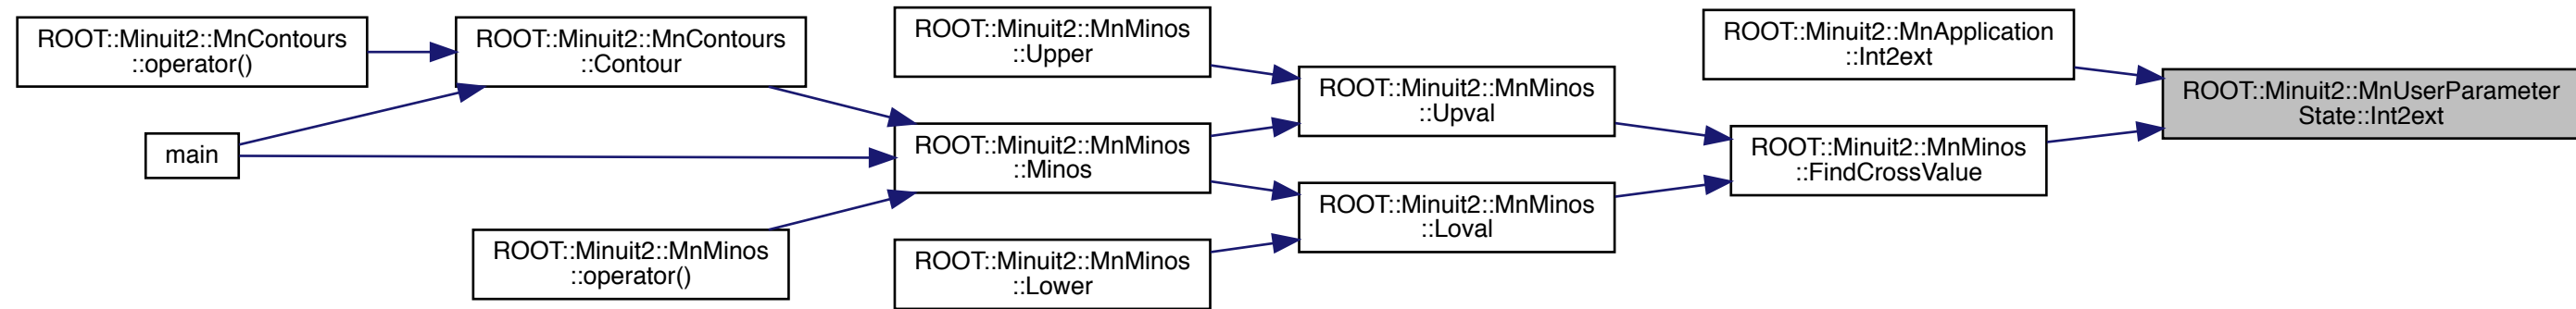 ROOT::Minuit2::MnContours
::operator()
ROOT::Minuit2::MnContours
::Contour
main
ROOT::Minuit2::MnMinos
::operator()
ROOT::Minuit2::MnMinos
::Upper
ROOT::Minuit2::MnMinos
::Minos
ROOT::Minuit2::MnMinos
::Lower
ROOT::Minuit2::MnMinos
::Upval
ROOT::Minuit2::MnMinos
::Loval
ROOT::Minuit2::MnApplication
::Int2ext
ROOT::Minuit2::MnMinos
::FindCrossValue
ROOT::Minuit2::MnUserParameter
State::Int2ext